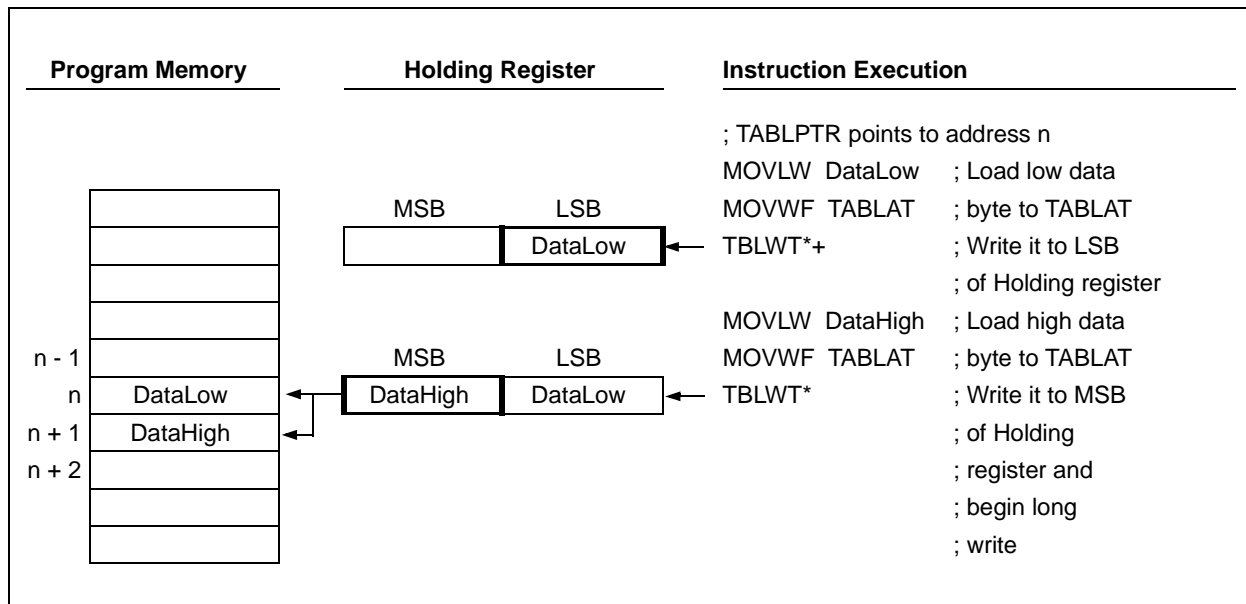 Program Memory Holding Register Instruction Execution
; TABLPTR points to address n
MOVLW DataLow ; Load low data
MSB LSB MOVWF TABLAT ; byte to TABLAT
DataLow TBLWT*+ ; Write it to LSB
; of Holding register
MOVLW DataHigh ; Load high data
n - 1 MSB LSB MOVWF TABLAT ; byte to TABLAT
n DataLow DataHigh DataLow TBLWT* ; Write it to MSB
n + 1 DataHigh ; of Holding
n + 2 ; register and
; begin long
; write